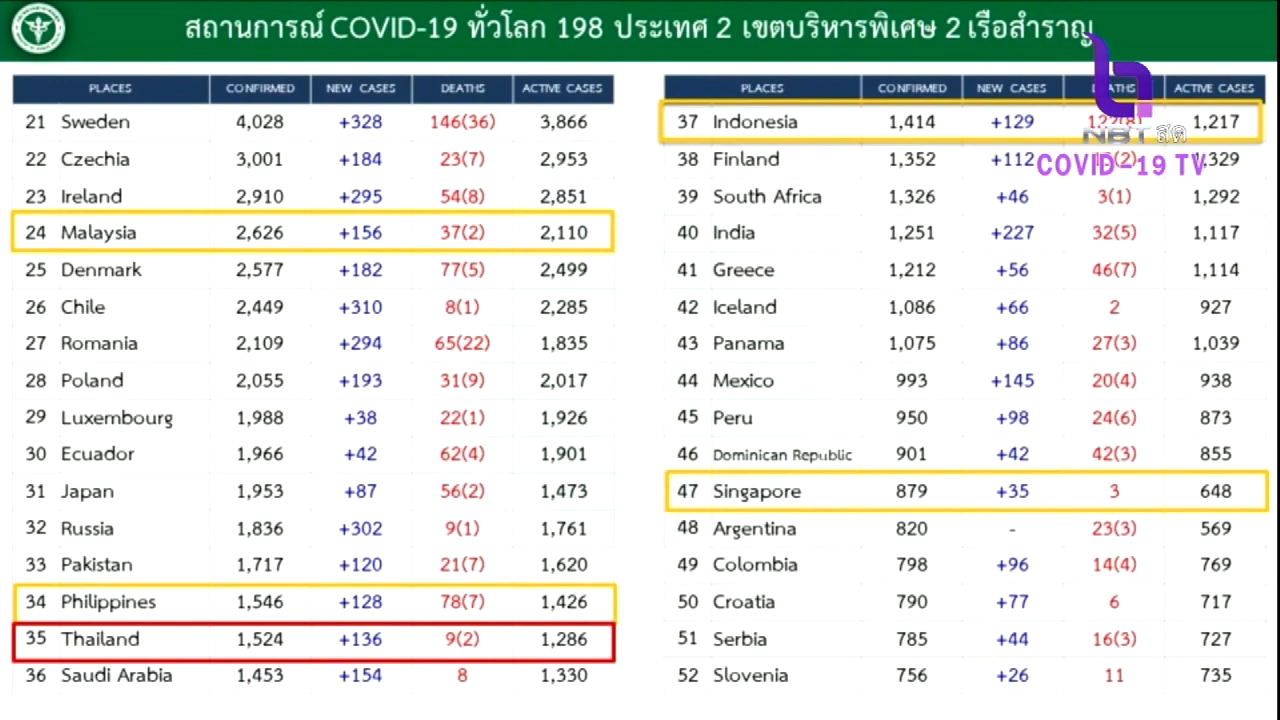 สถานการณ์ COVID-19 ทั่วโลก 198 ประเทศ 2 เขตบริหารพิเศษ 2 เรือสำราญ
PLACES CONFIRMED NEW CASES DEATHS ACTIVE CASES
21 Sweden 4,028 +328 146(36) 3,866
22 Czechia 3,001 +184 23(7) 2,953
23 Ireland 2,910 +295 54(8) 2,851
24 Malaysia 2,626 +156 37(2) 2,110
25 Denmark 2,577 +182 77(5) 2,499
26 Chile 2,449 +310 8(1) 2,285
27 Romania 2,109 +294 65(22) 1,835
28 Poland 2,055 +193 31(9) 2,017
29 Luxembourg 1,988 +38 22(1) 1,926
30 Ecuador 1,966 +42 62(4) 1,901
31 Japan 1,953 +87 56(2) 1,473
32 Russia 1,836 +302 9(1) 1,761
33 Pakistan 1,717 +120 21(7) 1,620
34 Philippines 1,546 +128 78(7) 1,426
35 Thailand 1,524 +136 9(2) 1,286
36 Saudi Arabia 1,453 +154 8 1,330
PLACES CONFIRMED NEW CASES DEATHS ACTIVE CASES
37 Indonesia 1,414 +129 122(8) 1,217
NBT สด
38 Finland 1,352 +112 1,329
COVID-19 TV
39 South Africa 1,326 +46 3(1) 1,292
40 India 1,251 +227 32(5) 1,117
41 Greece 1,212 +56 46(7) 1,114
42 Iceland 1,086 +66 2 927
43 Panama 1,075 +86 27(3) 1,039
44 Mexico 993 +145 20(4) 938
45 Peru 950 +98 24(6) 873
46 Dominican Republic 901 +42 42(3) 855
47 Singapore 879 +35 3 648
48 Argentina 820 - 23(3) 569
49 Colombia 798 +96 14(4) 769
50 Croatia 790 +77 6 717
51 Serbia 785 +44 16(3) 727
52 Slovenia 756 +26 11 735